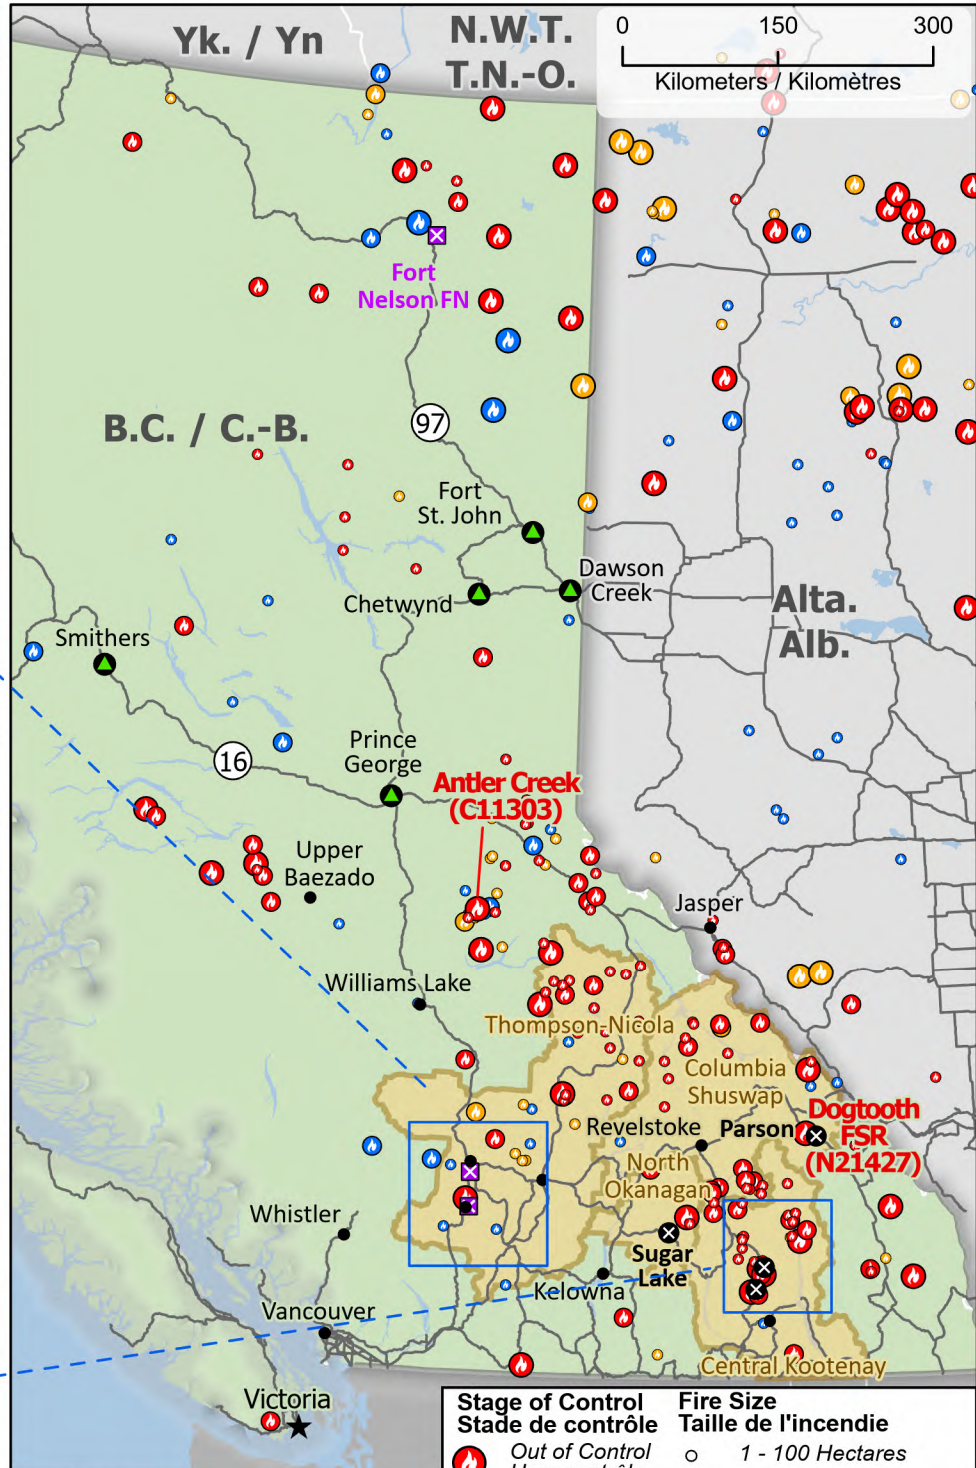 Yk. / Yn
N.W.T.
T.N.-O.
0 150 300
Kilometers / Kilomètres
Fort
Nelson FN
97
B.C. / C.-B.
Fort
St. John
Dawson
Creek
Chetwynd
Alta.
Alb.
Smithers
16
Prince
George
Antler Creek
(C11303)
Upper
Baezado
Jasper
Williams Lake
Thompson-Nicola
Columbia
Shuswap
Dogtooth
FSR
(N21427)
Parson
Revelstoke
North
Okanagan
Whistler
Sugar
Lake
Kelowna
Vancouver
Central Kootenay
Victoria
Stage of Control
Stade de contrôle
Fire Size
Taille de l'incendie
Out of Control
1 - 100 Hectares